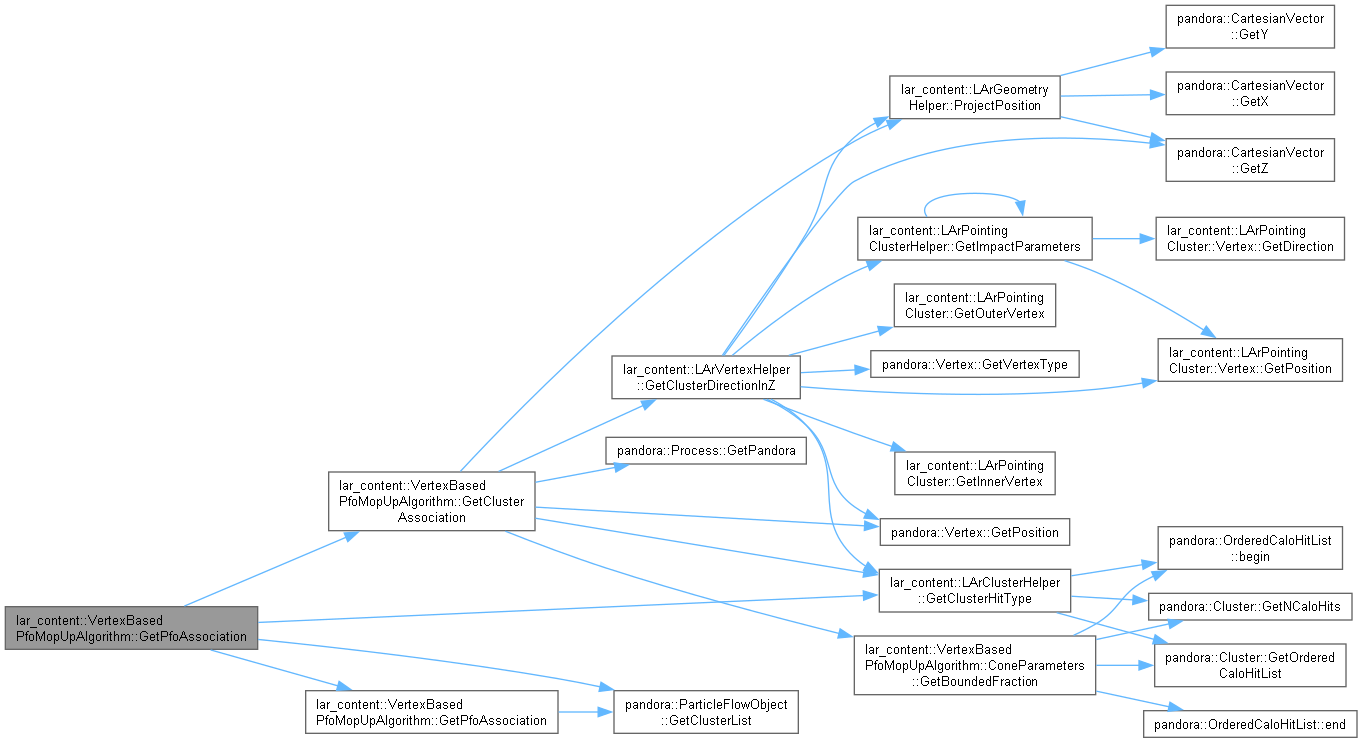 pandora::CartesianVector
::GetY
lar_content::LArGeometry
Helper::ProjectPosition
pandora::CartesianVector
::GetX
pandora::CartesianVector
::GetZ
lar_content::LArPointing
ClusterHelper::GetImpactParameters
lar_content::LArPointing
Cluster::Vertex::GetDirection
lar_content::LArPointing
Cluster::GetOuterVertex
lar_content::LArVertexHelper
::GetClusterDirectionInZ
pandora::Vertex::GetVertexType
lar_content::LArPointing
Cluster::Vertex::GetPosition
pandora::Process::GetPandora
lar_content::LArPointing
Cluster::GetInnerVertex
lar_content::VertexBased
PfoMopUpAlgorithm::GetCluster
Association
pandora::Vertex::GetPosition
pandora::OrderedCaloHitList
::begin
lar_content::LArClusterHelper
::GetClusterHitType
pandora::Cluster::GetNCaloHits
lar_content::VertexBased
PfoMopUpAlgorithm::GetPfoAssociation
lar_content::VertexBased
PfoMopUpAlgorithm::ConeParameters
::GetBoundedFraction
pandora::Cluster::GetOrdered
CaloHitList
lar_content::VertexBased
PfoMopUpAlgorithm::GetPfoAssociation
pandora::ParticleFlowObject
::GetClusterList
pandora::OrderedCaloHitList::end